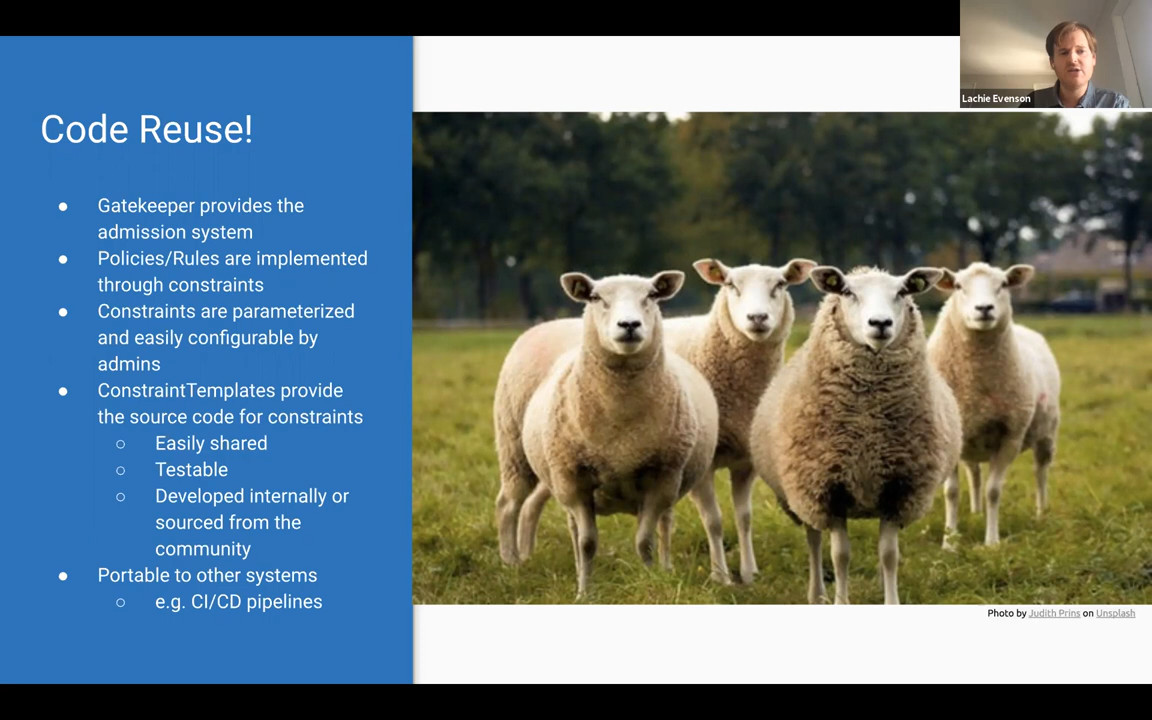 Lachie Evenson
Code Reuse!
● Gatekeeper provides the
admission system
● Policies/Rules are implemented
through constraints
● Constraints are parameterized
and easily configurable by
admins
● ConstraintTemplates provide
the source code for constraints
○ Easily shared
○ Testable
○ Developed internally or
sourced from the
community
● Portable to other systems
○ e.g. CI/CD pipelines
Photo by Judith Prins on Unsplash